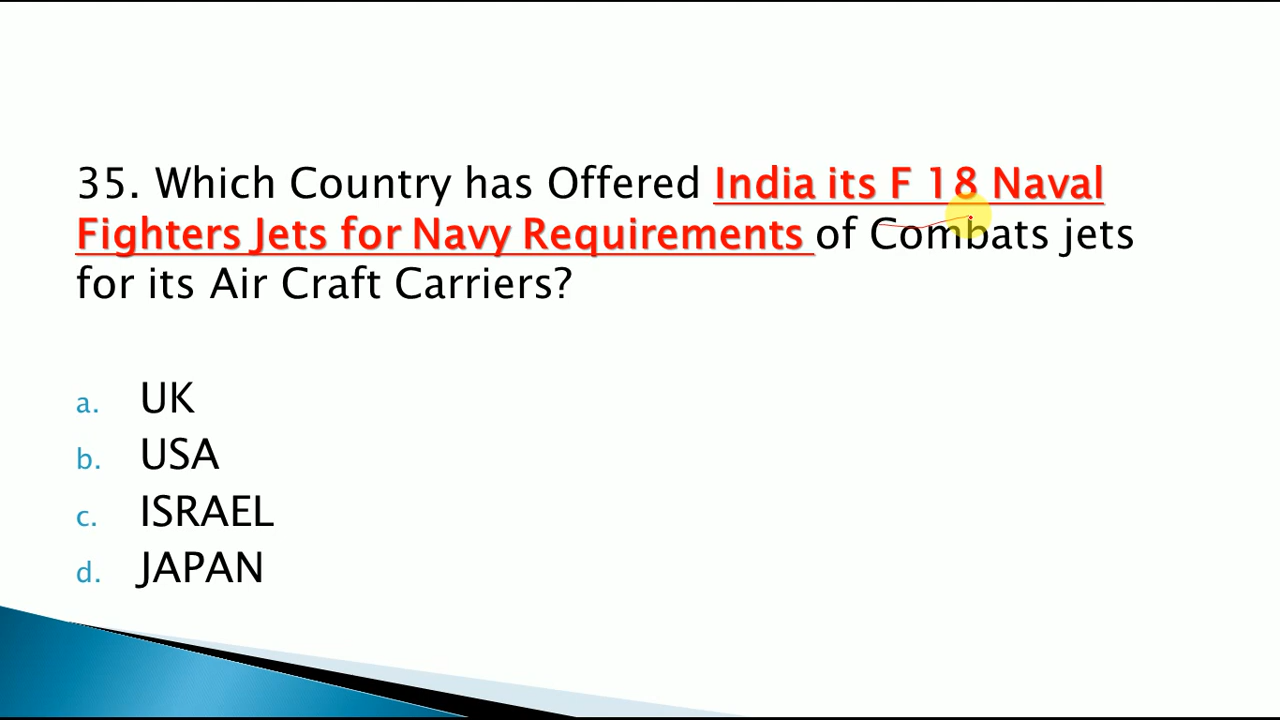 35. Which Country has Offered India its F 18 Naval
Fighters Jets for Navy Requirements of Combats jets
for its Air Craft Carriers?
a. UK
b. USA
c. ISRAEL
d. JAPAN